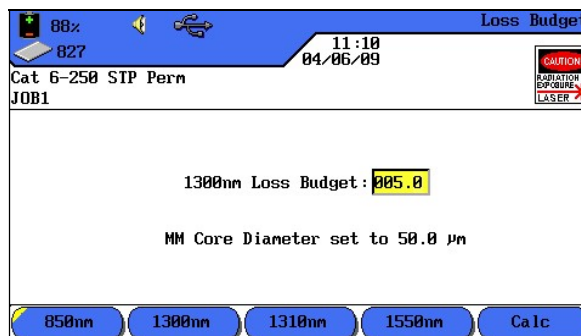 88% Loss Budget
827 11:10
04/06/09
Cat 6-250 STP Perm
JOB1
CAUTION
RADIATION
EXPOSURE
LASER
1300nm Loss Budget: 005.0
MM Core Diameter set to 50.0 µm
850nm 1300nm 1310nm 1550nm Calc